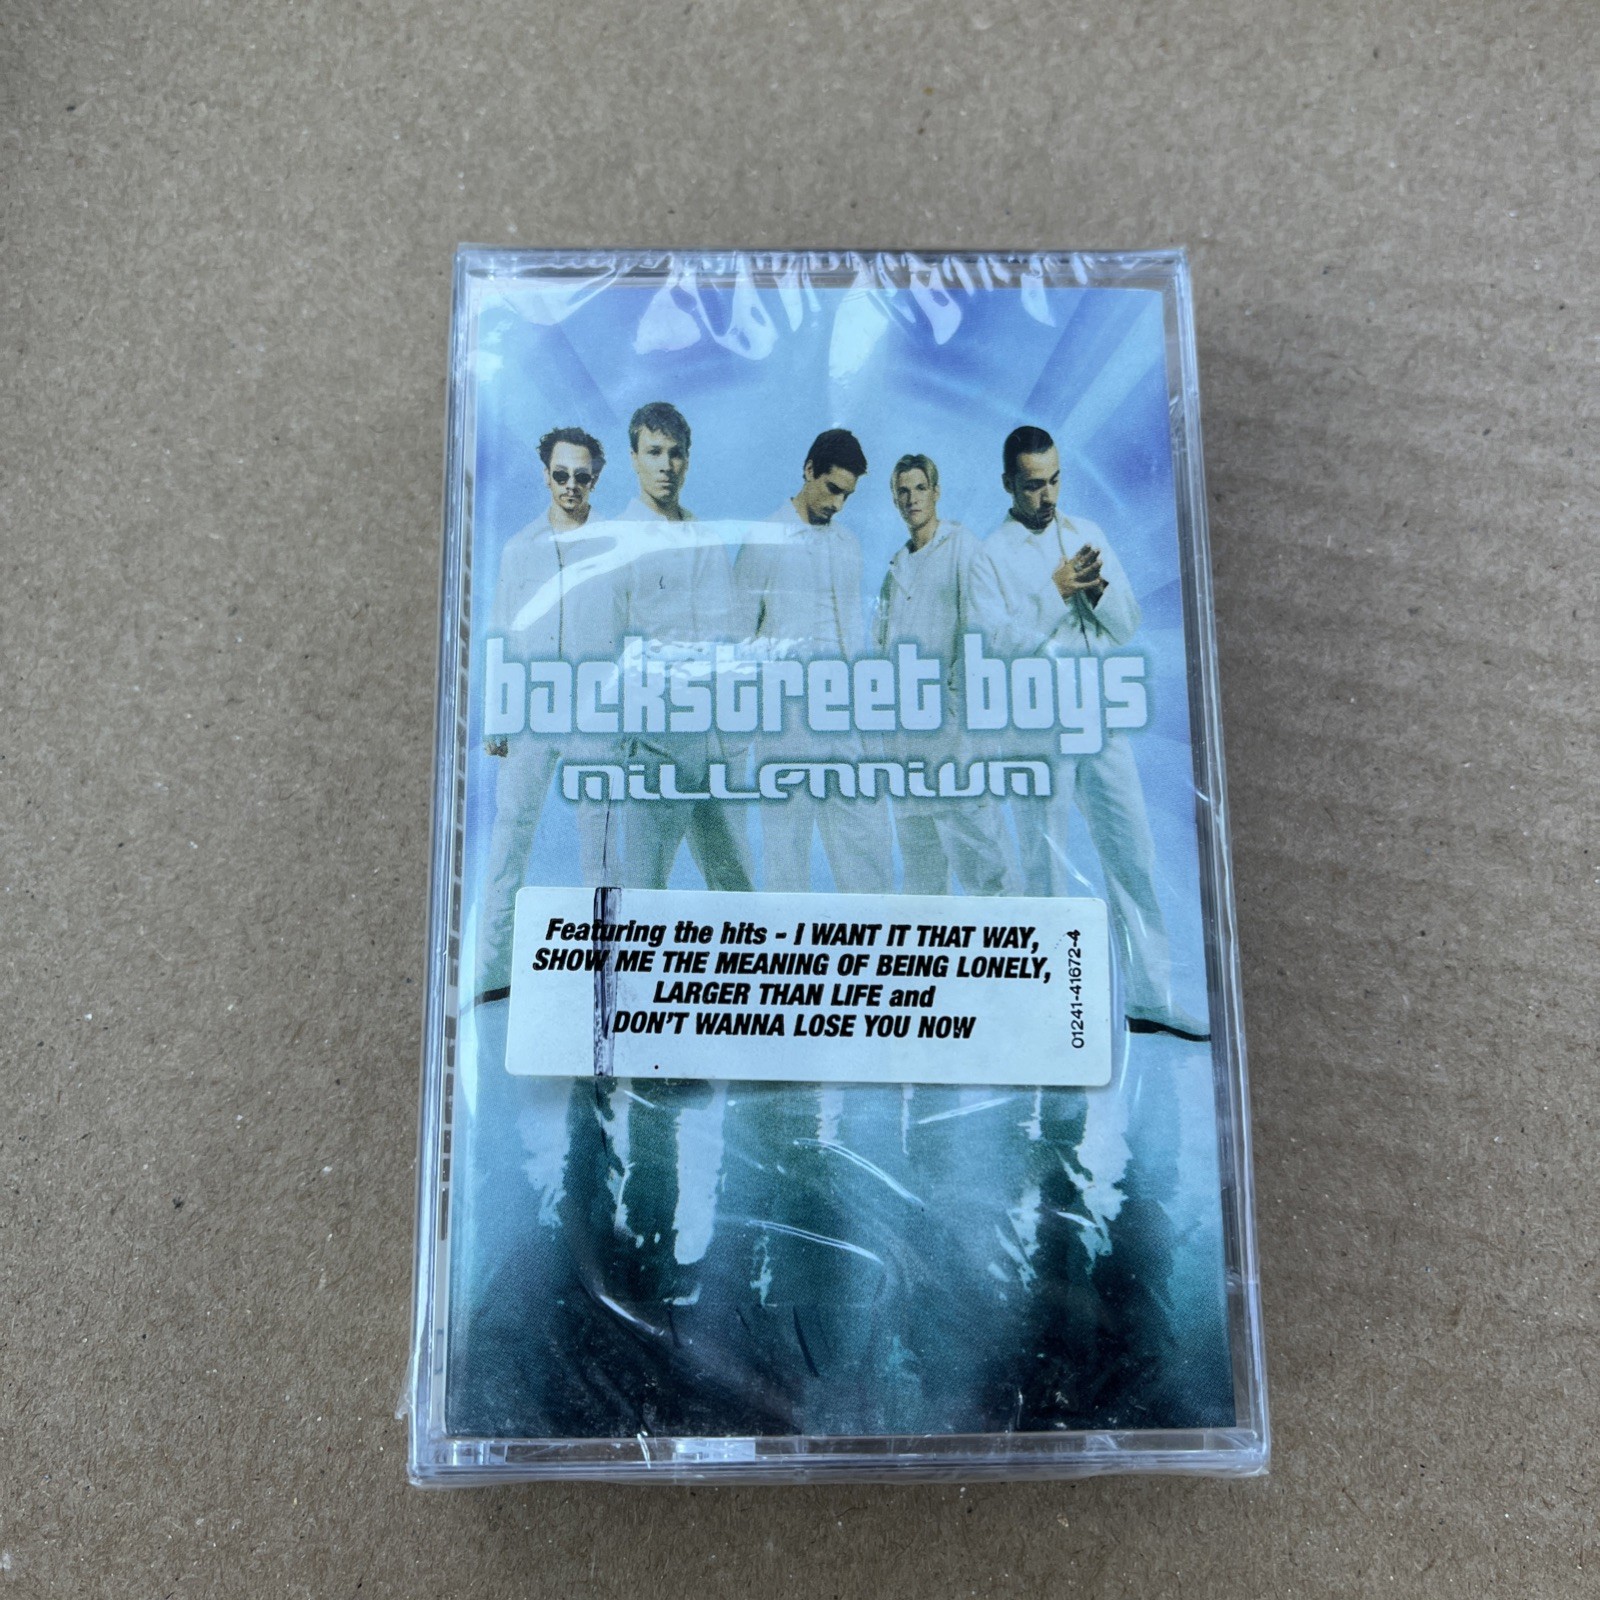 backstreet boys
millennium
Featuring the hits - I WANT IT THAT WAY,
SHOW ME THE MEANING OF BEING LONELY,
LARGER THAN LIFE and
DON'T WANNA LOSE YOU NOW
01241-41672-4